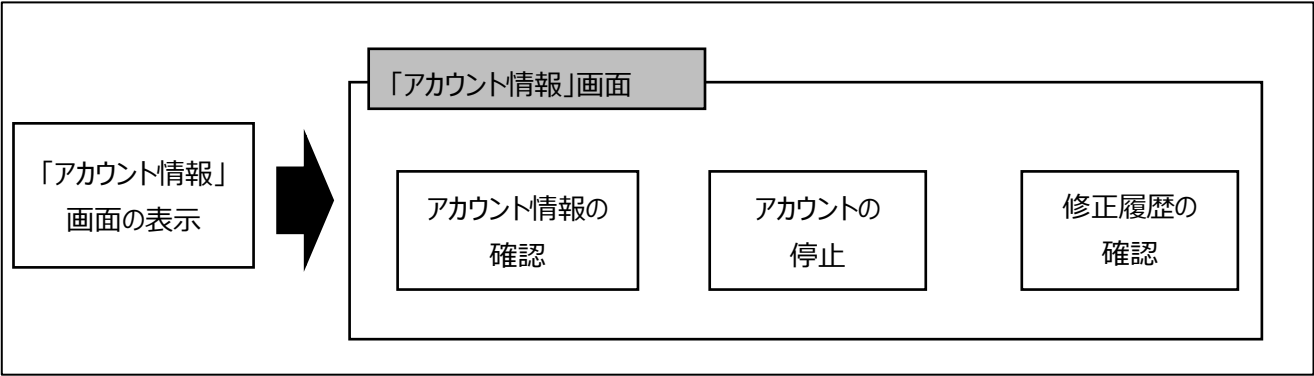 「アカウント情報」画面
「アカウント情報」
画面の表示
アカウント情報の
確認
アカウントの
停止
修正履歴の
確認